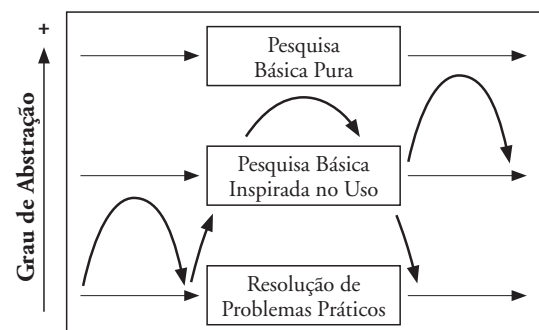 +
Grau de Abstração
Pesquisa
Básica Pura
Pesquisa Básica
Inspirada no Uso
Resolução de
Problemas Práticos